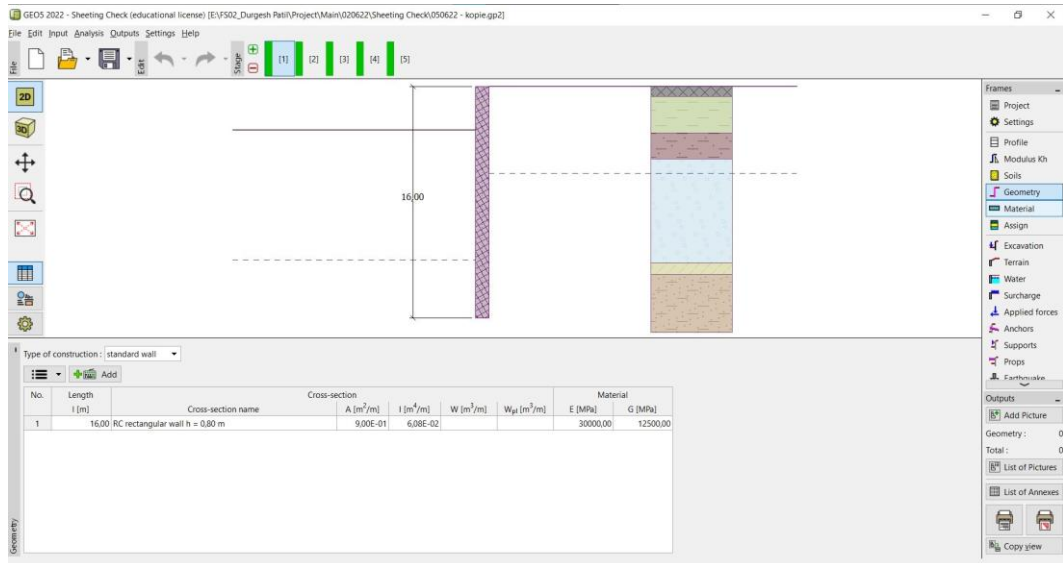 GEO5 2022 - Sheeting Check (educational license) [E:\FS02_Durgesh Patil\Project\Main\020622\Sheeting Check\050622 - kopie.gp2]
File Edit Input Analysis Outputs Settings Help
File
Edit
Stage
[1] [2] [3] [4] [5]
2D
3D
16,00
Frames
Project
Settings
Profile
Modulus Kh
Soils
Geometry
Material
Assign
Excavation
Terrain
Water
Surcharge
Applied forces
Anchors
Supports
Props
Earthquake
Outputs
Add Picture
Geometry : 0
Total : 0
List of Pictures
List of Annexes
Copy view
Type of construction : standard wall
Add
No. Length Cross-section Material
l [m] Cross-section name A [m²/m] I [m⁴/m] W [m³/m] Wpl [m³/m] E [MPa] G [MPa]
1 16,00 RC rectangular wall h = 0,80 m 9,00E-01 6,08E-02 30000,00 12500,00
Geometry